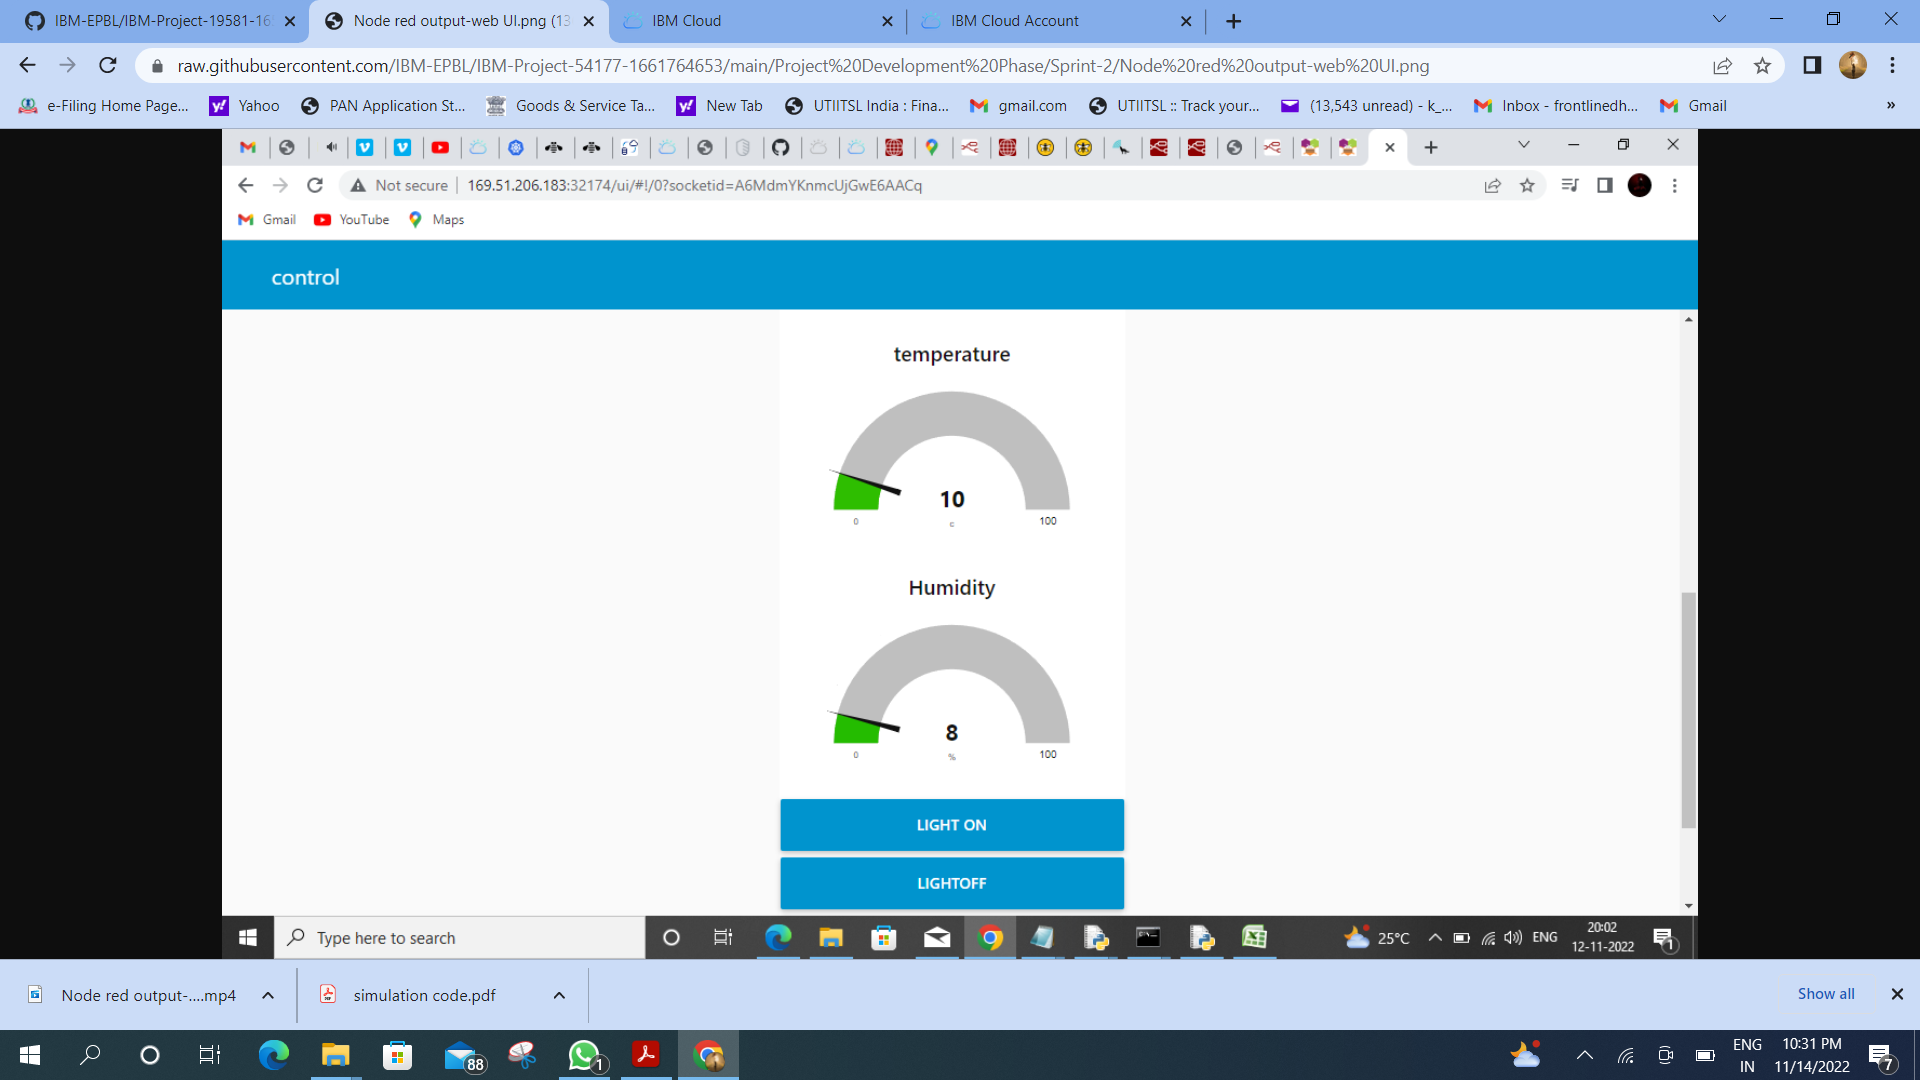 IBM-EPBL/IBM-Project-19581-16
Node red output-web UI.png (13
IBM Cloud
IBM Cloud Account
raw.githubusercontent.com/IBM-EPBL/IBM-Project-54177-1661764653/main/Project%20Development%20Phase/Sprint-2/Node%20red%20output-web%20UI.png
e-Filing Home Page...
Yahoo
PAN Application St...
Goods & Service Ta...
New Tab
UTIITSL India : Fina...
gmail.com
UTIITSL :: Track your...
(13,543 unread) - k_...
Inbox - frontlinedh...
Gmail
»
Not secure
169.51.206.183:32174/ui/#!/0?socketid=A6MdmYKnmcUjGwE6AACq
Gmail
YouTube
Maps
control
temperature
10
c
0
100
Humidity
8
%
0
100
LIGHT ON
LIGHTOFF
Type here to search
25°C
ENG
20:02
12-11-2022
1
Node red output-....mp4
simulation code.pdf
Show all
88
1
ENG
IN
10:31 PM
11/14/2022
7